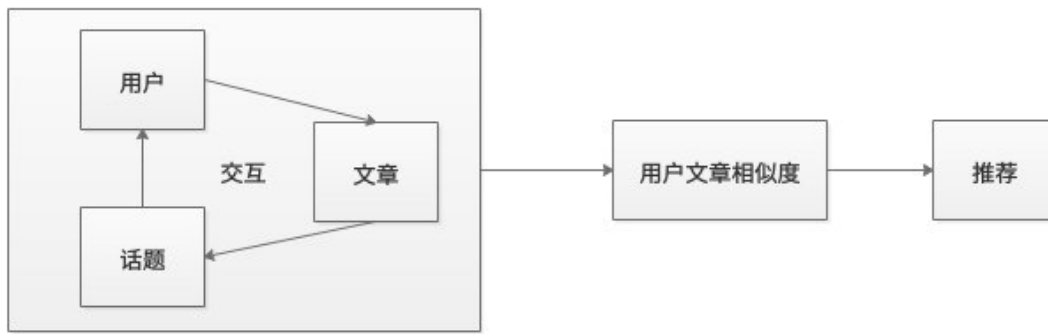 用户
交互
文章
话题
用户文章相似度
推荐